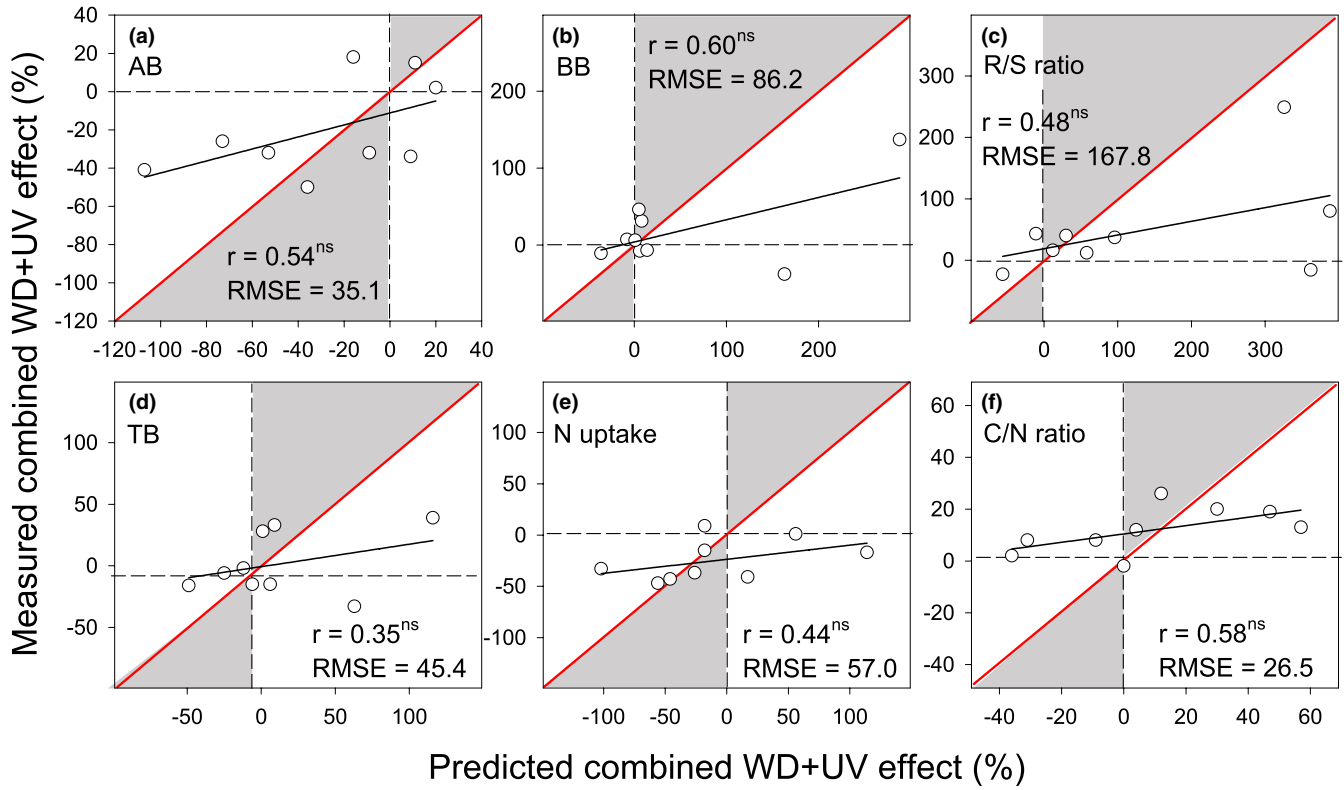 Measured combined WD+UV effect (%)
(a)
AB
r = 0.54ns
RMSE = 35.1
40
20
0
-20
-40
-60
-80
-100
-120
-120 -100 -80 -60 -40 -20 0 20 40
(b)
BB
r = 0.60ns
RMSE = 86.2
200
100
0
0 100 200
(c)
R/S ratio
r = 0.48ns
RMSE = 167.8
300
200
100
0
0 100 200 300
(d)
TB
r = 0.35ns
RMSE = 45.4
100
50
0
-50
-50 0 50 100
(e)
N uptake
r = 0.44ns
RMSE = 57.0
100
50
0
-50
-100
-100 -50 0 50 100
(f)
C/N ratio
r = 0.58ns
RMSE = 26.5
60
40
20
0
-20
-40
-40 -20 0 20 40 60
Predicted combined WD+UV effect (%)